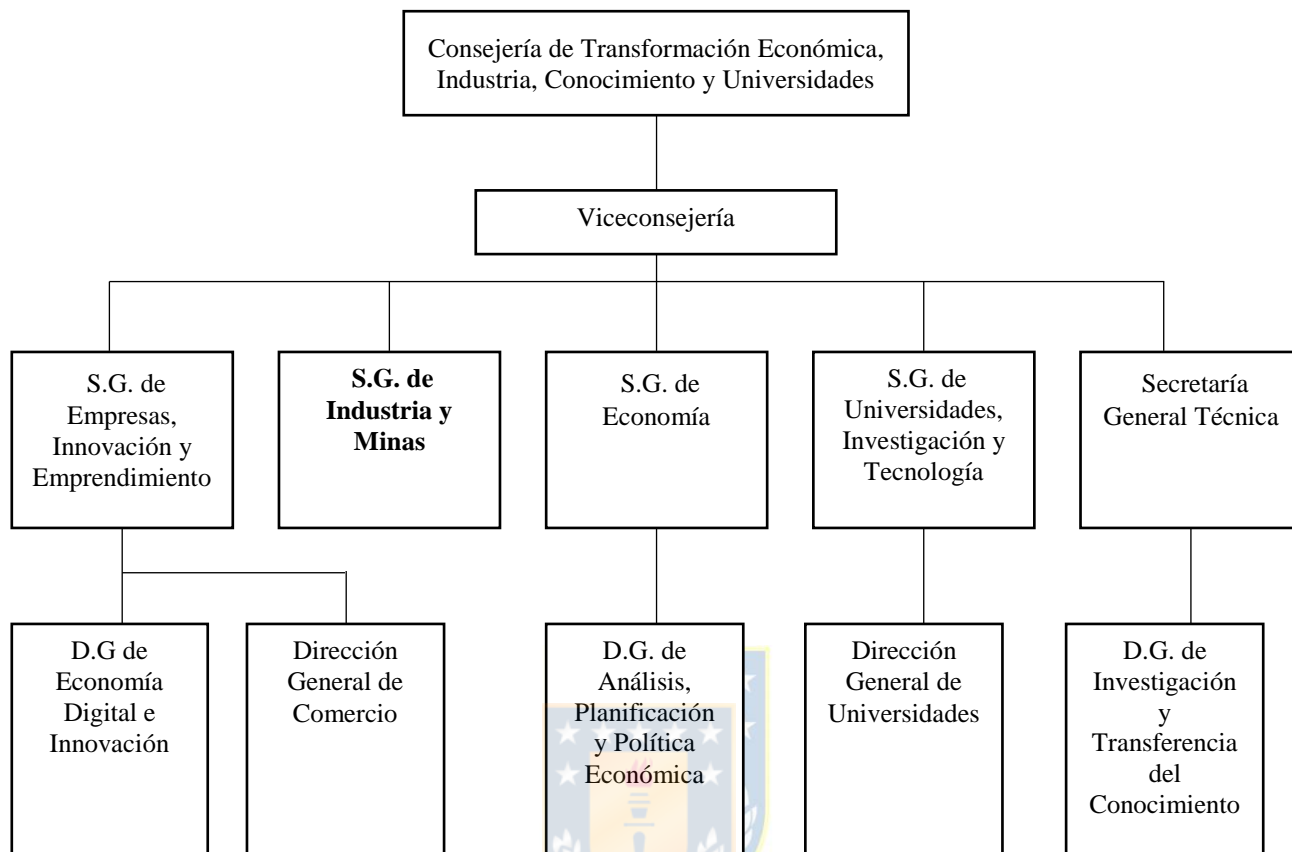 Consejería de Transformación Económica,
Industria, Conocimiento y Universidades
Viceconsejería
S.G. de
Empresas,
Innovación y
Emprendimiento
S.G. de
Industria y
Minas
S.G. de
Economía
S.G. de
Universidades,
Investigación y
Tecnología
Secretaría
General Técnica
D.G de
Economía
Digital e
Innovación
Dirección
General de
Comercio
D.G. de
Análisis,
Planificación
y Política
Económica
Dirección
General de
Universidades
D.G. de
Investigación
y
Transferencia
del
Conocimiento